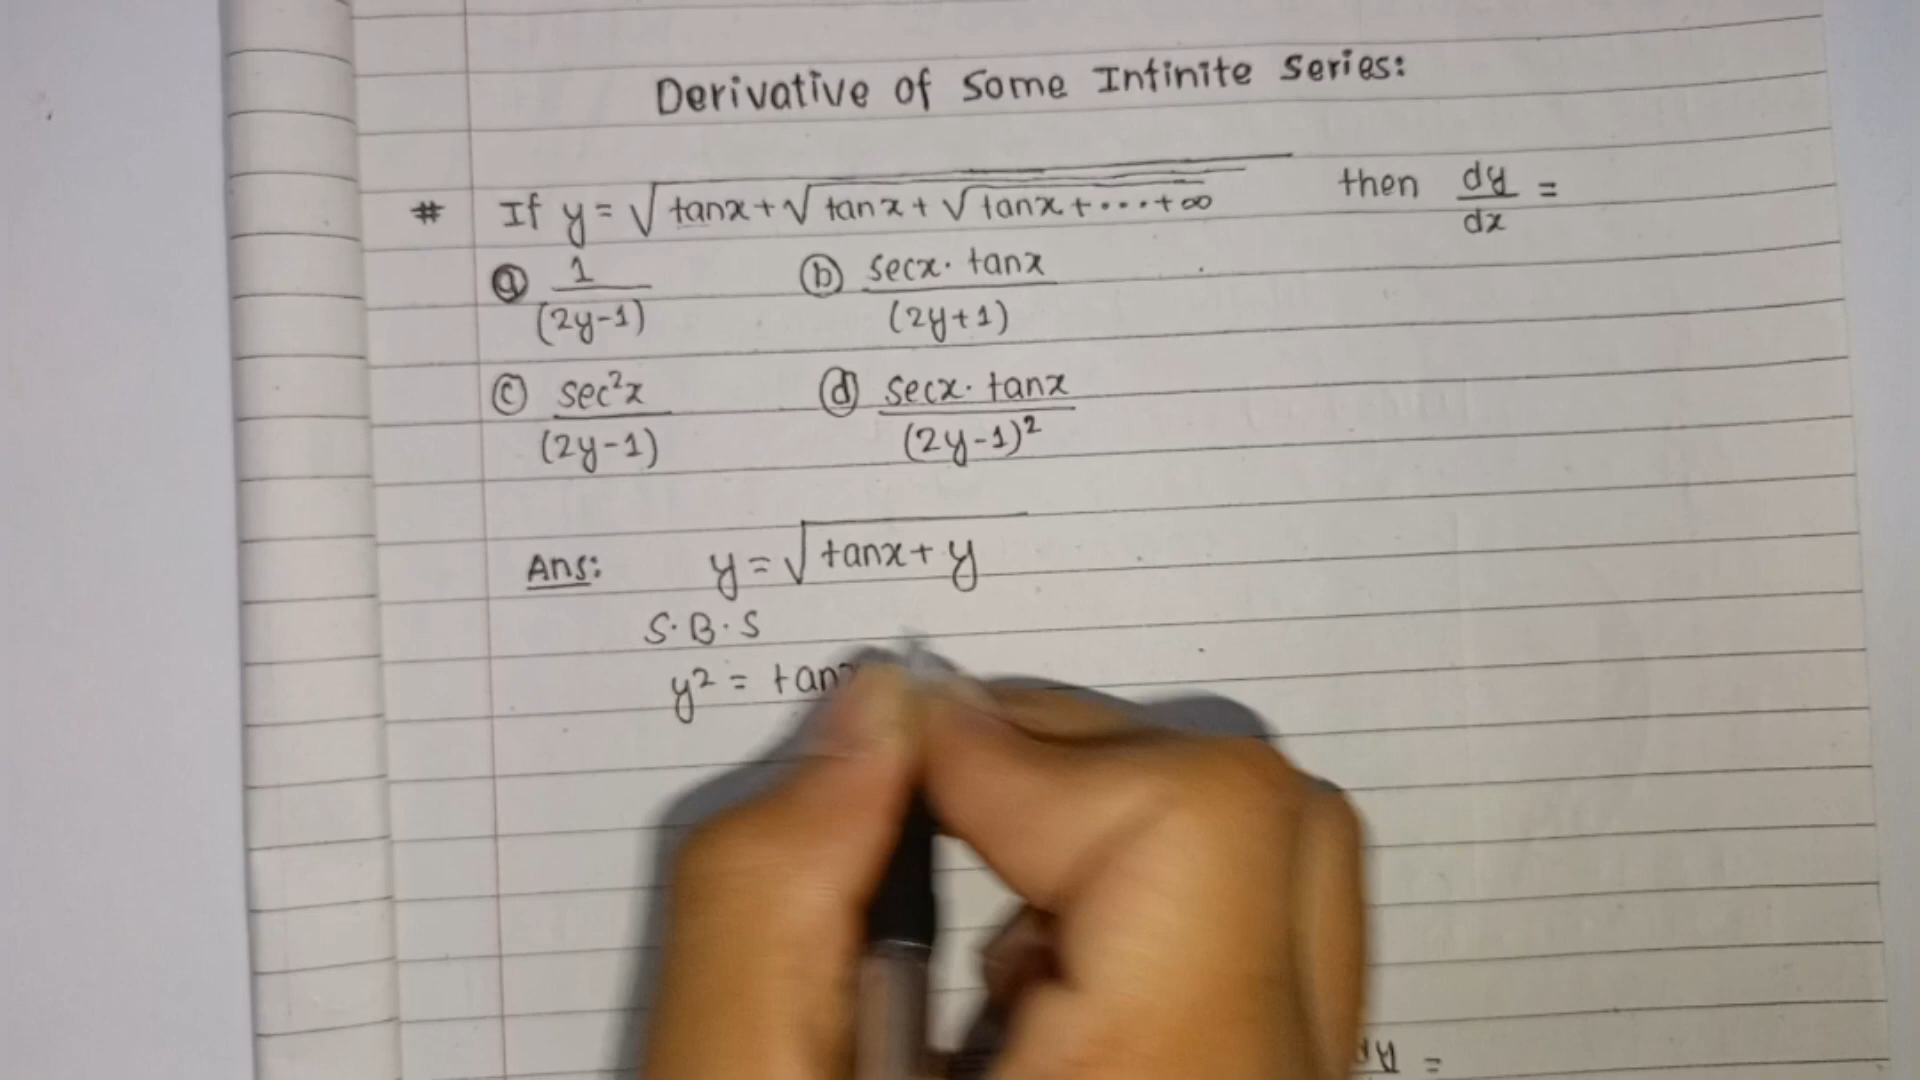 Derivative of Some Infinite Series:
# If y = √tanx + √tanx + √tanx + ... + ∞ then dy/dx =
ⓐ 1/(2y-1) ⓑ secx · tanx/(2y+1)
ⓒ sec²x/(2y-1) ⓓ secx · tanx/(2y-1)²
Ans: y = √tanx + y
S.B.S
y² = tanx